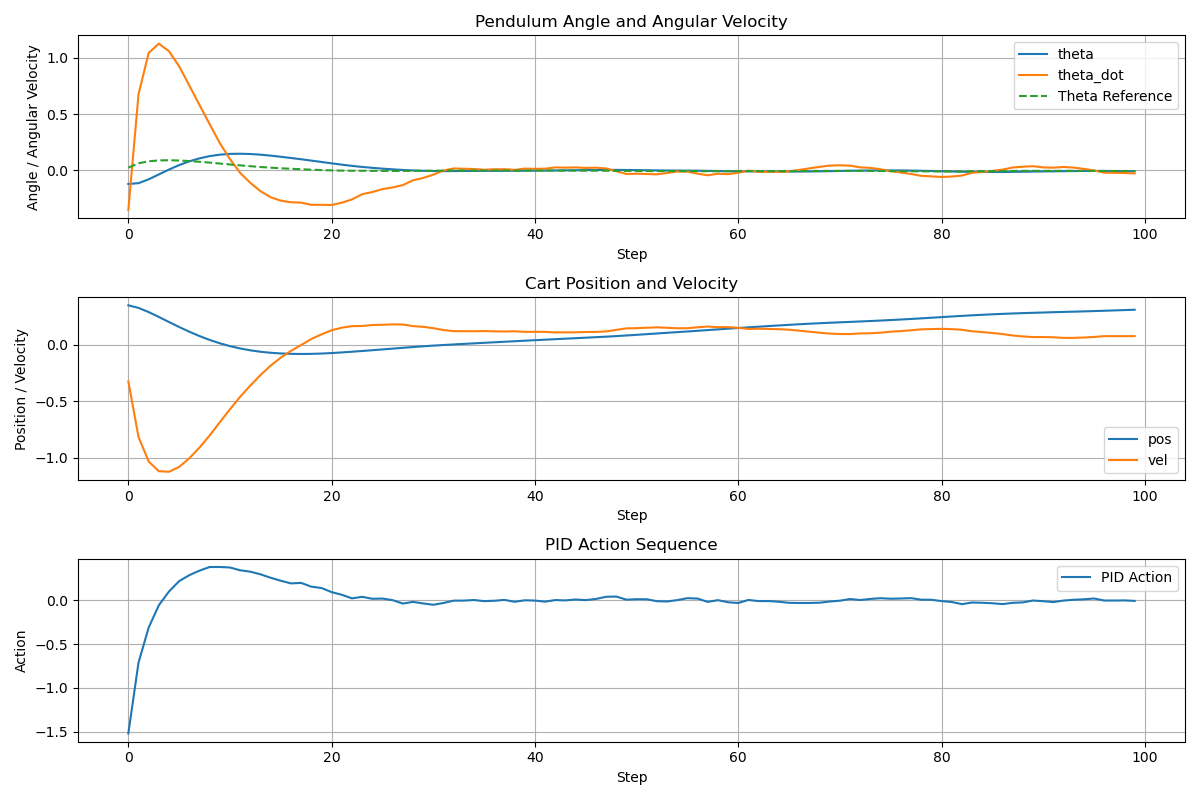 Pendulum Angle and Angular Velocity
Angle / Angular Velocity
1.0
0.5
0.0
theta
theta_dot
Theta Reference
0 20 40 60 80 100
Step
Cart Position and Velocity
Position / Velocity
0.0
−0.5
−1.0
pos
vel
0 20 40 60 80 100
Step
PID Action Sequence
Action
0.0
−0.5
−1.0
−1.5
PID Action
0 20 40 60 80 100
Step